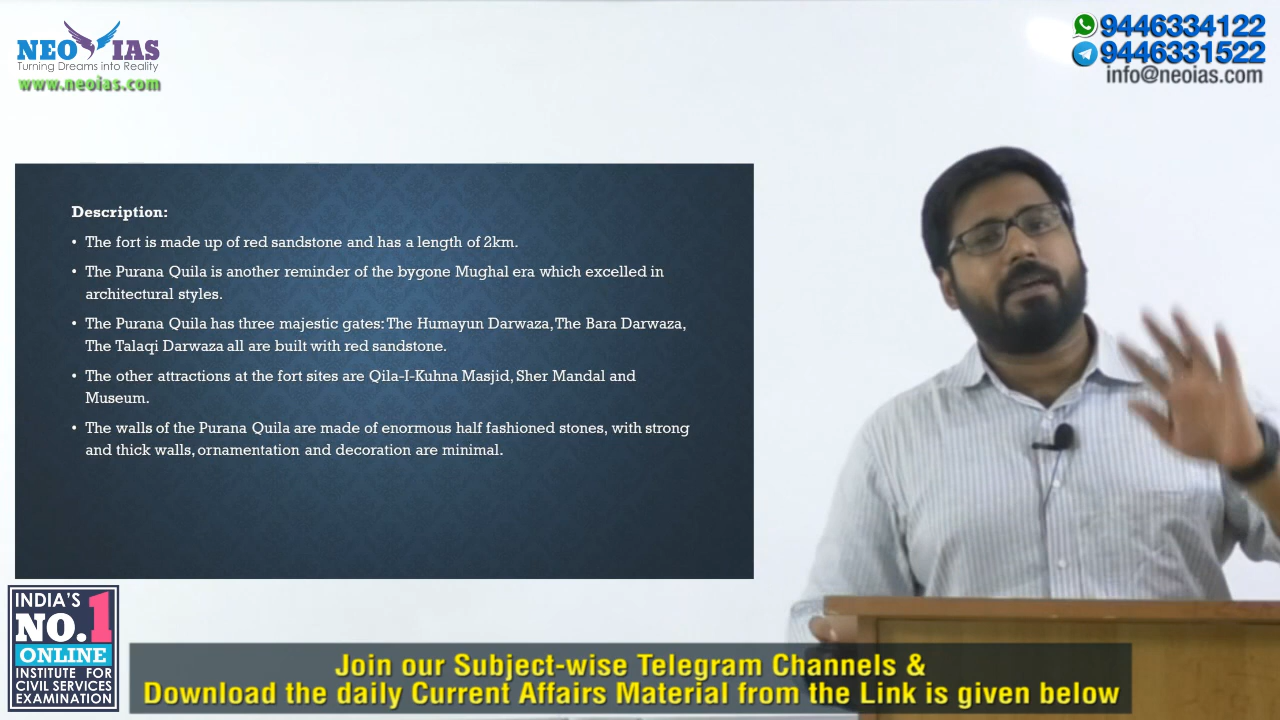 NEO IAS
Turning Dreams into Reality
www.neoias.com
9446334122
9446331522
info@neoias.com
Description:
• The fort is made up of red sandstone and has a length of 2km.
• The Purana Quila is another reminder of the bygone Mughal era which excelled in
architectural styles.
• The Purana Quila has three majestic gates: The Humayun Darwaza, The Bara Darwaza,
The Talaqi Darwaza all are built with red sandstone.
• The other attractions at the fort sites are Qila-I-Kuhna Masjid, Sher Mandal and
Museum.
• The walls of the Purana Quila are made of enormous half fashioned stones, with strong
and thick walls, ornamentation and decoration are minimal.
INDIA'S
NO.1
ONLINE
INSTITUTE FOR
CIVIL SERVICES
EXAMINATION
Join our Subject-wise Telegram Channels &
Download the daily Current Affairs Material from the Link is given below